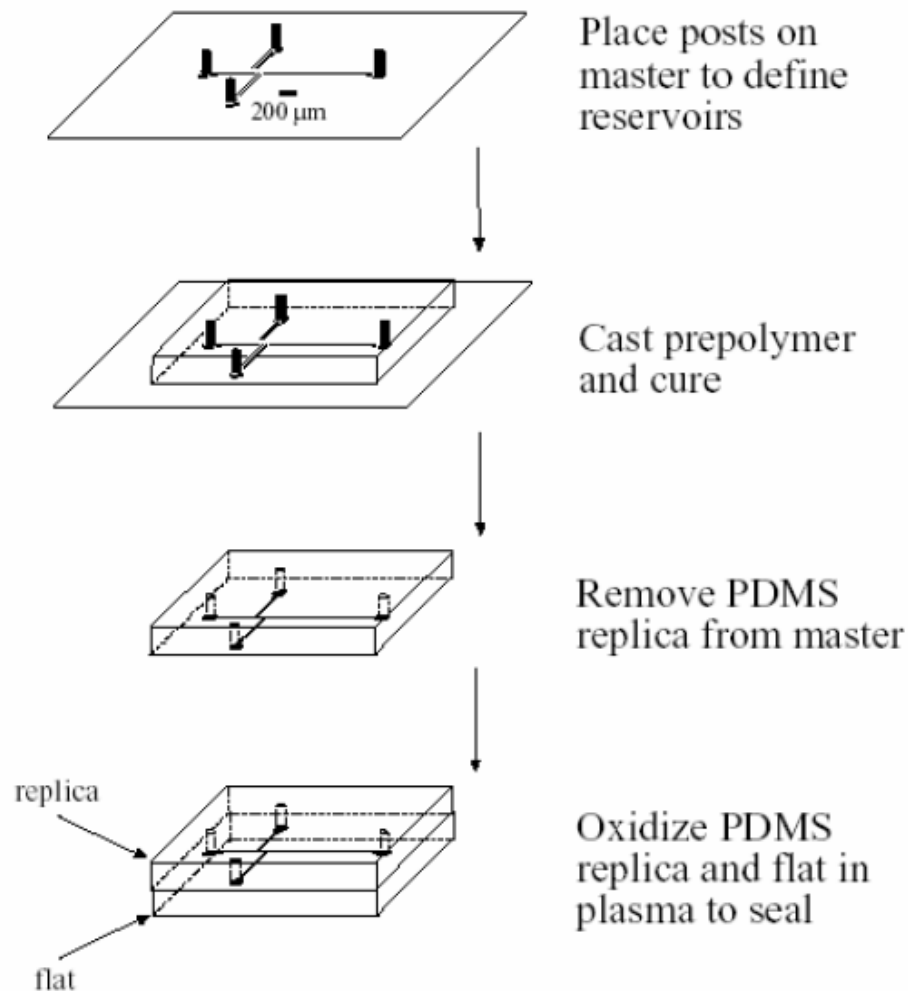 Place posts on
master to define
reservoirs
200 μm
Cast prepolymer
and cure
Remove PDMS
replica from master
replica
Oxidize PDMS
replica and flat in
plasma to seal
flat